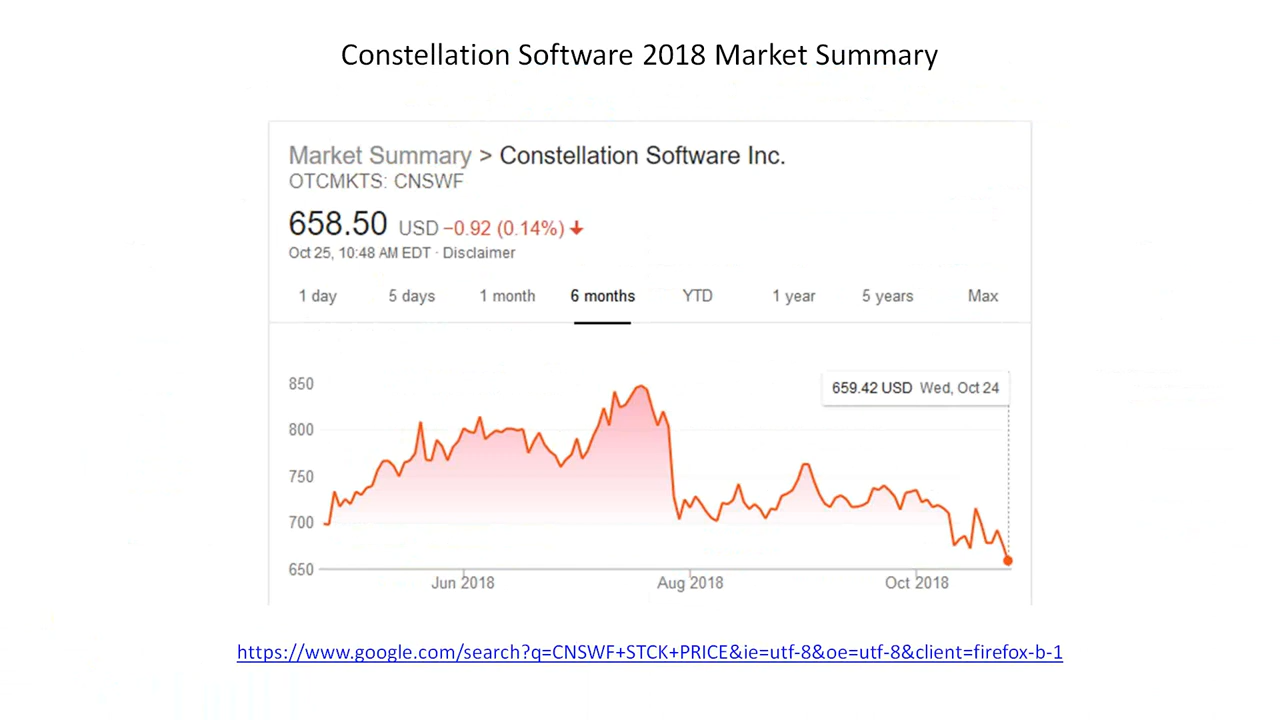 Constellation Software 2018 Market Summary
Market Summary > Constellation Software Inc.
OTCMKTS: CNSWF
658.50 USD −0.92 (0.14%) ↓
Oct 25, 10:48 AM EDT · Disclaimer
1 day 5 days 1 month 6 months YTD 1 year 5 years Max
850
659.42 USD Wed, Oct 24
800
750
700
650
Jun 2018 Aug 2018 Oct 2018
https://www.google.com/search?q=CNSWF+STCK+PRICE&ie=utf-8&oe=utf-8&client=firefox-b-1